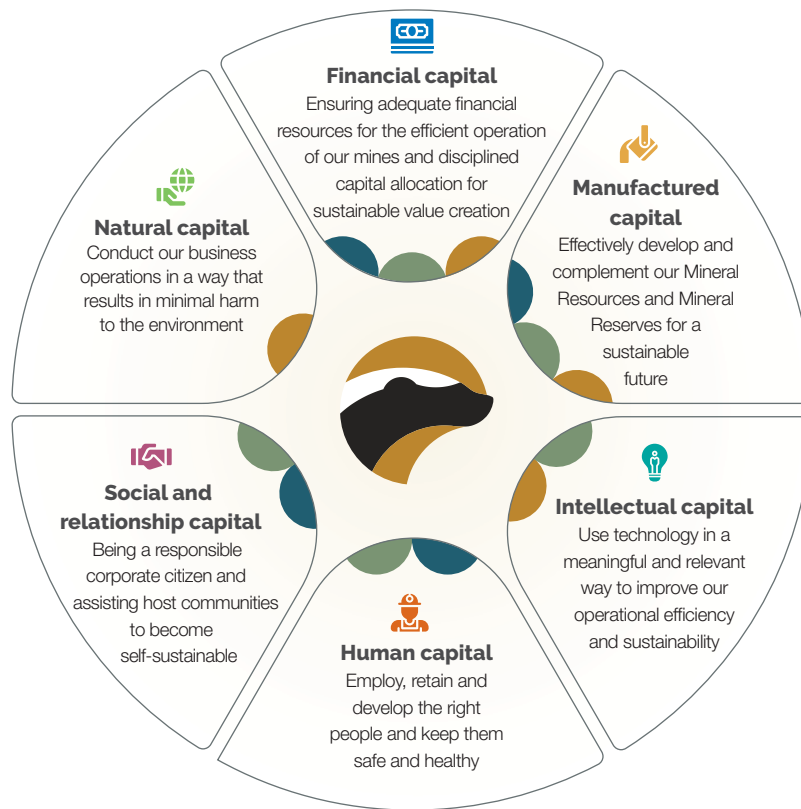 Financial capital
Ensuring adequate financial
resources for the efficient operation
of our mines and disciplined
capital allocation for
sustainable value creation
Manufactured
capital
Effectively develop and
complement our Mineral
Resources and Mineral
Reserves for a
sustainable
future
Intellectual capital
Use technology in a
meaningful and relevant
way to improve our
operational efficiency
and sustainability
Human capital
Employ, retain and
develop the right
people and keep them
safe and healthy
Social and
relationship capital
Being a responsible
corporate citizen and
assisting host communities
to become
self-sustainable
Natural capital
Conduct our business
operations in a way that
results in minimal harm
to the environment